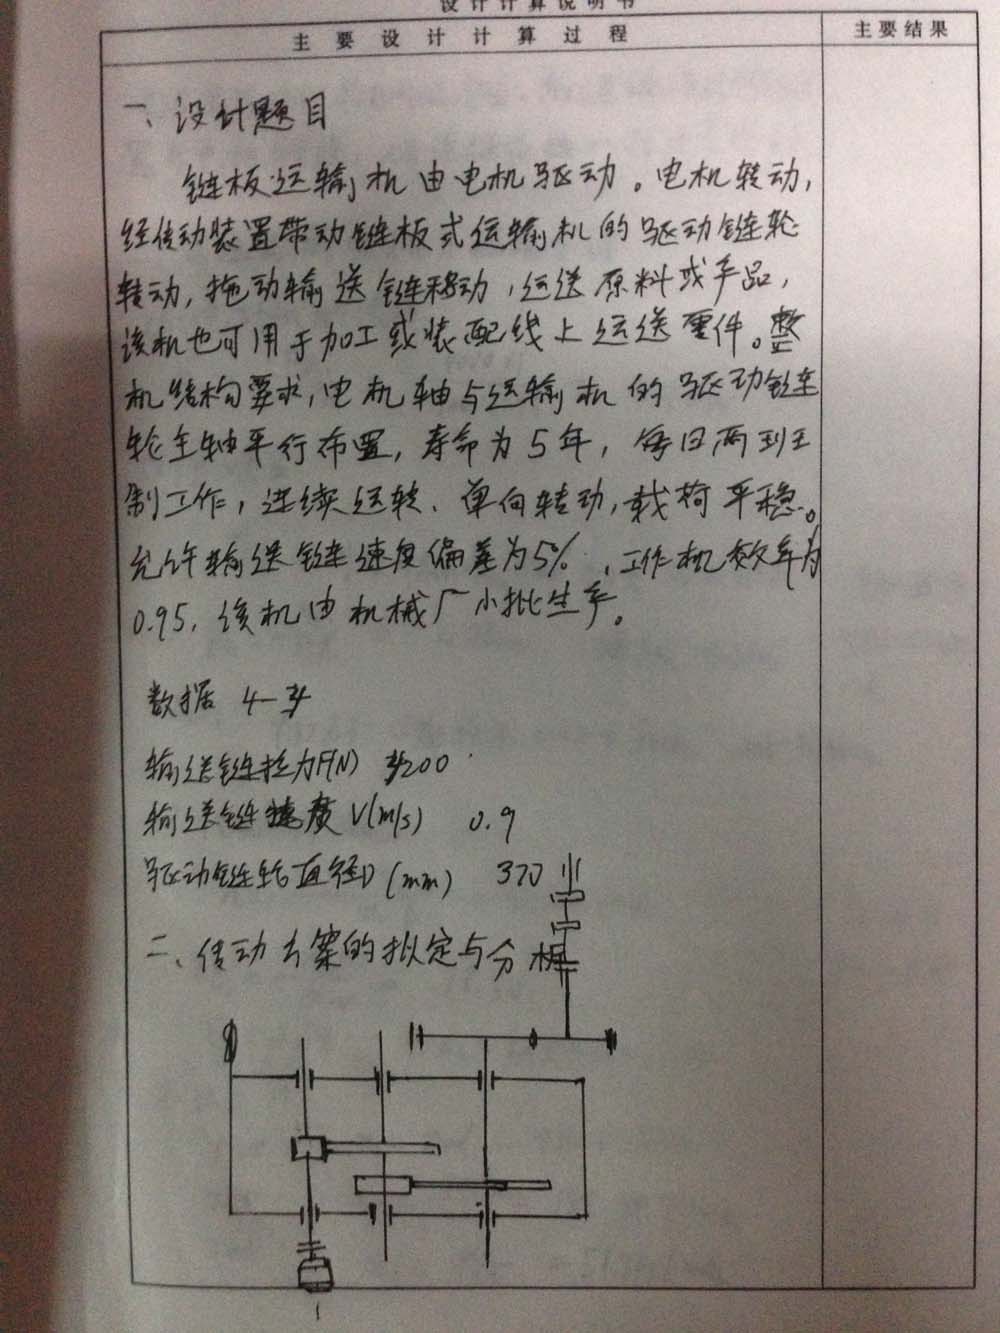 设计计算说明书
主要设计计算过程
主要结果
一、设计题目
链板运输机由电机驱动。电机转动,
经传动装置带动链板式运输机的驱动链轮
转动,拖动输送链移动,运送原料或产品,
该机也可用于加工或装配线上运送零件。整
机结构要求,电机轴与运输机的驱动链
轮主轴平行布置,寿命为5年,每日两班
制工作,连续运转、单向转动,载荷平稳。
允许输送链速度偏差为5%,工作机效率为
0.95,该机由机械厂小批生产。
数据 4-
输送链拉力F(N) 200
输送链速度V(m/s) 0.9
驱动链轮直径D(mm) 370
二、传动方案的拟定与分析